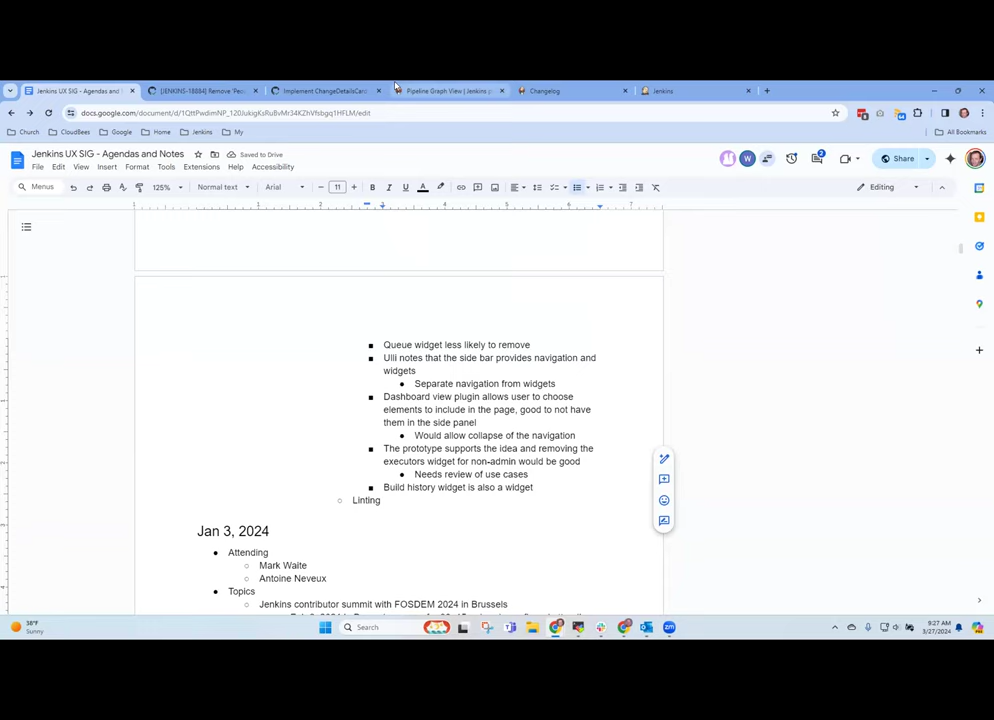 Jenkins UX SIG - Agendas and N
[JENKINS-18884] Remove 'Peo
Implement ChangeDetailsCar
Pipeline Graph View | Jenkins p
Changelog
Jenkins
docs.google.com/document/d/
Church
CloudBees
Google
Home
Jenkins
My
All Bookmarks
Jenkins UX SIG - Agendas and Notes
Saved to Drive
File Edit View Insert Format Tools Extensions Help Accessibility
Share
Menus
125%
Normal text
Arial
11
Editing
Queue widget less likely to remove
Ulli notes that the side bar provides navigation and
widgets
Separate navigation from widgets
Dashboard view plugin allows user to choose
elements to include in the page, good to not have
them in the side panel
Would allow collapse of the navigation
The prototype supports the idea and removing the
executors widget for non-admin would be good
Needs review of use cases
Build history widget is also a widget
Linting
Jan 3, 2024
Attending
Mark Waite
Antoine Neveux
Topics
Jenkins contributor summit with FOSDEM 2024 in Brussels
38°F
Sunny
Search
9:27 AM
3/27/2024